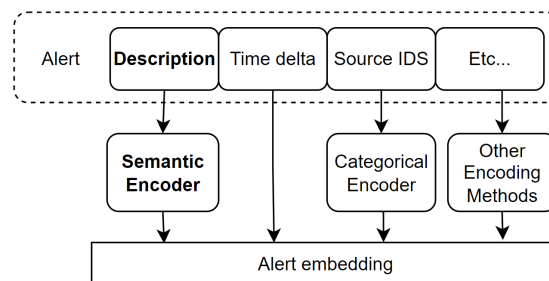 Alert
Description
Time delta
Source IDS
Etc...
Semantic
Encoder
Categorical
Encoder
Other
Encoding
Methods
Alert embedding